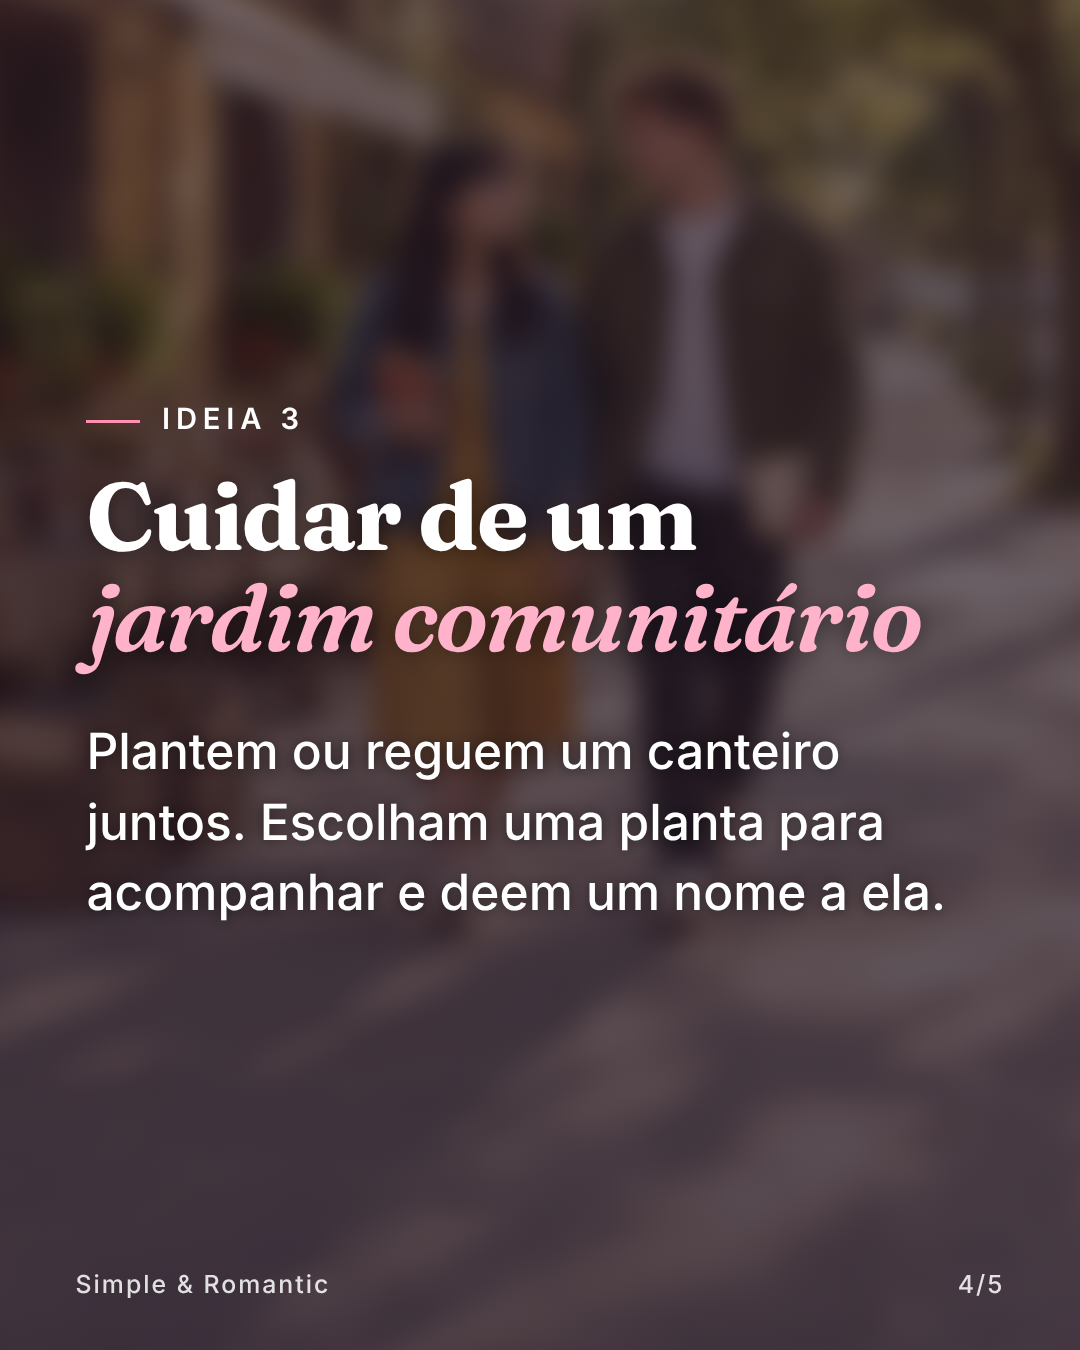 IDEIA 3
Cuidar de um
jardim comunitário
Plantem ou reguem um canteiro
juntos. Escolham uma planta para
acompanhar e deem um nome a ela.
Simple & Romantic
4/5